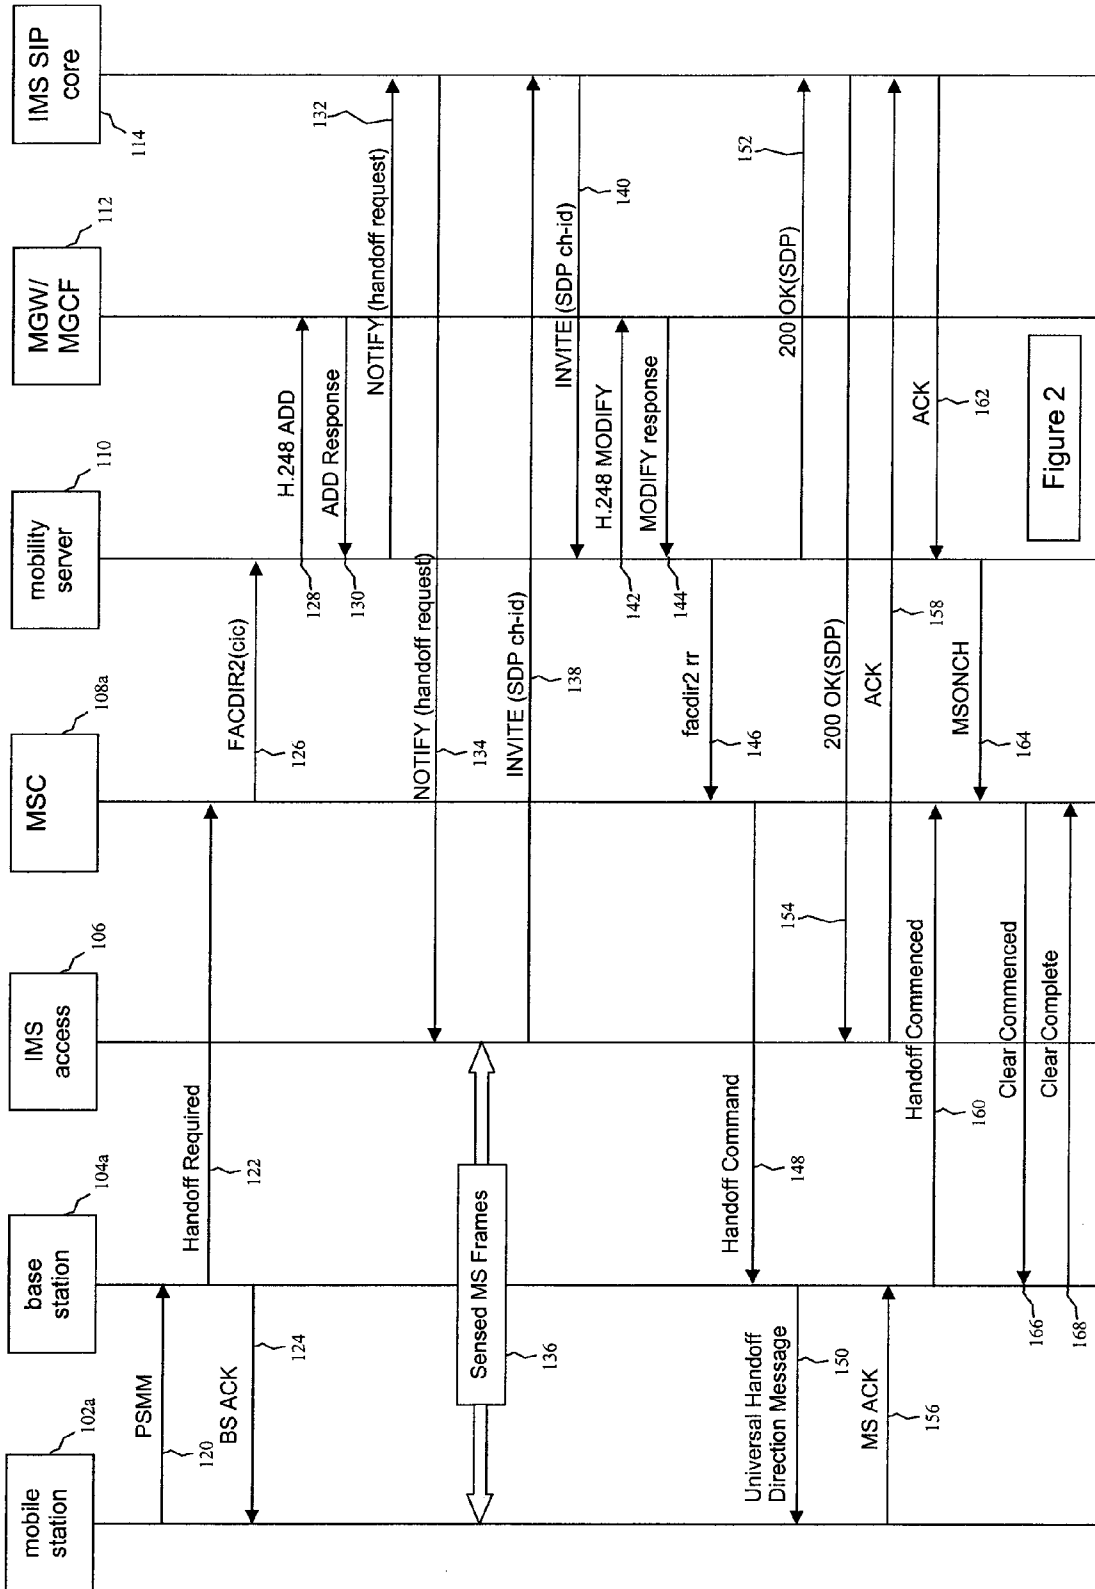 mobile
station
102a
base
station
104a
IMS
access
106
MSC
108a
mobility
server
110
MGW/
MGCF
112
IMS SIP
core
114
PSMM
120
Handoff Required
122
BS ACK
124
FACDIR2(cic)
126
H.248 ADD
128
ADD Response
130
NOTIFY (handoff request)
132
NOTIFY (handoff request)
134
Sensed MS Frames
136
INVITE (SDP ch-id)
138
INVITE (SDP ch-id)
140
H.248 MODIFY
142
MODIFY response
144
facdir2 rr
146
Handoff Command
148
Universal Handoff
Direction Message
150
200 OK(SDP)
152
200 OK(SDP)
154
MS ACK
156
ACK
158
Handoff Commenced
160
ACK
162
MSONCH
164
Clear Commenced
166
Clear Complete
168
Figure 2